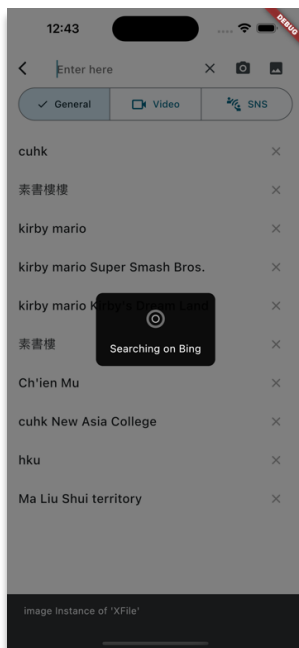 12:43
DEBUG
Enter here
General
Video
SNS
cuhk
素書樓樓
kirby mario
kirby mario Super Smash Bros.
kirby mario Kirby's Dream Land
素書樓
Searching on Bing
Ch'ien Mu
cuhk New Asia College
hku
Ma Liu Shui territory
image Instance of 'XFile'